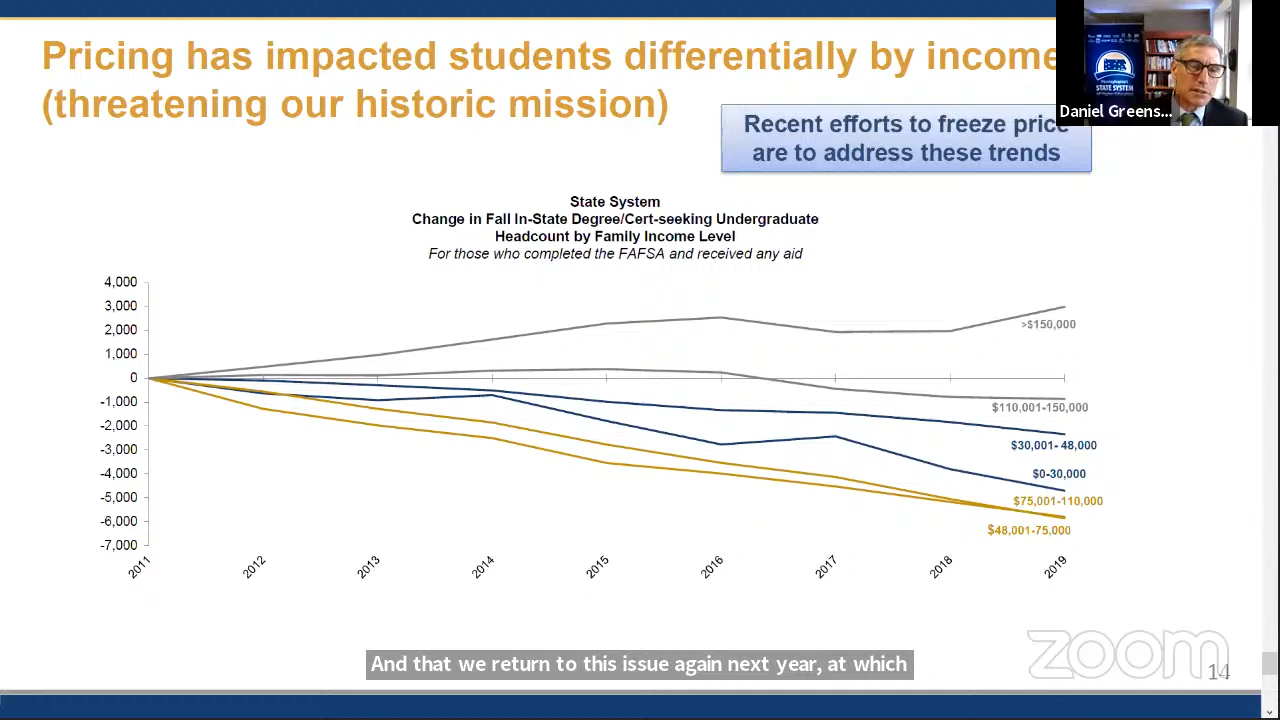 Pricing has impacted students differentially by income
(threatening our historic mission)
Daniel Greens...
Pennsylvania's
STATE SYSTEM
of Higher Education
Recent efforts to freeze price
are to address these trends
State System
Change in Fall In-State Degree/Cert-seeking Undergraduate
Headcount by Family Income Level
For those who completed the FAFSA and received any aid
4,000
3,000
2,000
1,000
0
-1,000
-2,000
-3,000
-4,000
-5,000
-6,000
-7,000
>$150,000
$110,001-150,000
$30,001- 48,000
$0-30,000
$75,001-110,000
$48,001-75,000
2011
2012
2013
2014
2015
2016
2017
2018
2019
And that we return to this issue again next year, at which
zoom
14